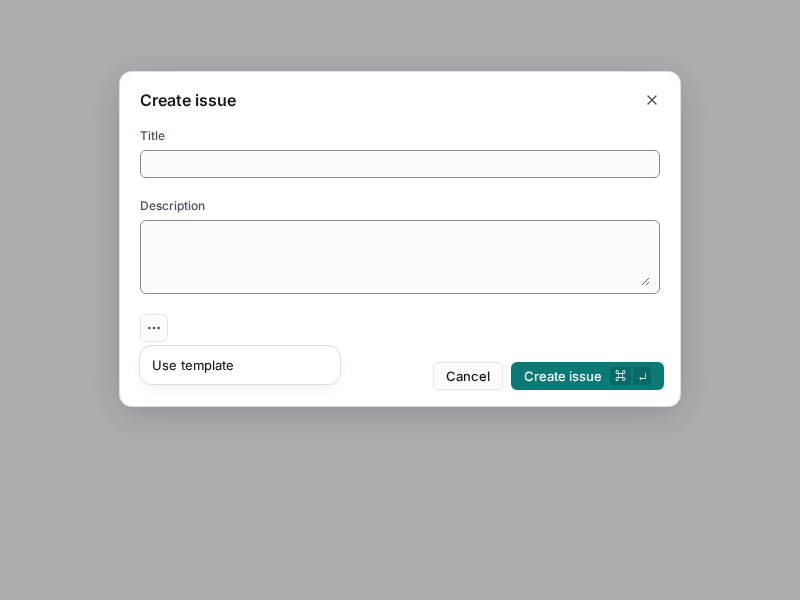 Create issue
Title
Description
Use template
Cancel
Create issue ⌘ ↵